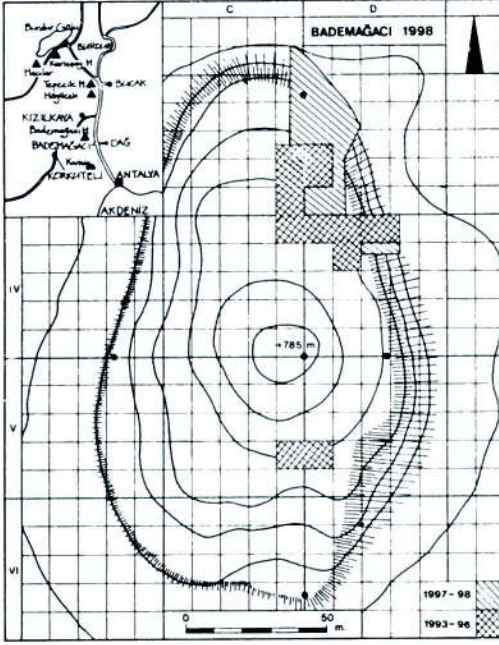 C D
BADEMAĞACI 1998
Burdur Gölü
BURDUR
Kuruçay H
Hacılar
Tepecik H
BUCAK
Höyücek
KIZILKAYA
Bademağacı H
BADEMAĞACI
DAĞ
KORKUTELİ
ANTALYA
AKDENİZ
IV
+785 m
V
VI
1997-98
1993-96
0 50
m.